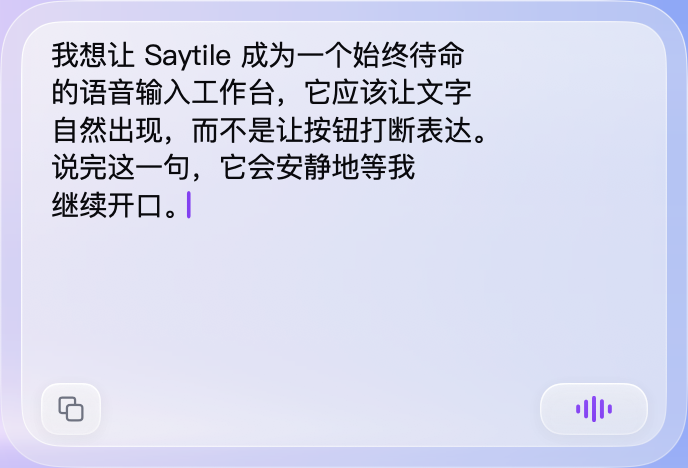 我想让 Saytile 成为一个始终待命
的语音输入工作台，它应该让文字
自然出现，而不是让按钮打断表达。
说完这一句，它会安静地等我
继续开口。